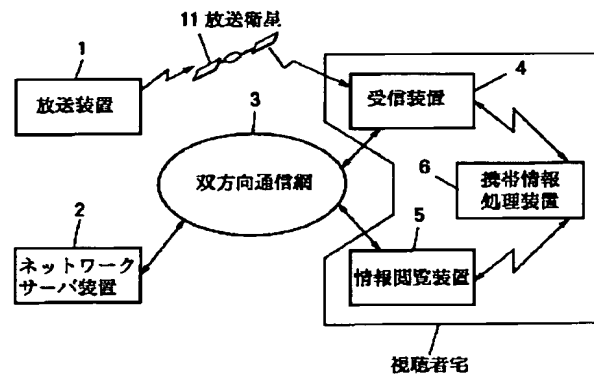 11 放送衛星
1
放送装置
4
受信装置
3
双方向通信網
6
携帯情報
処理装置
2
ネットワーク
サーバ装置
5
情報閲覧装置
視聴者宅